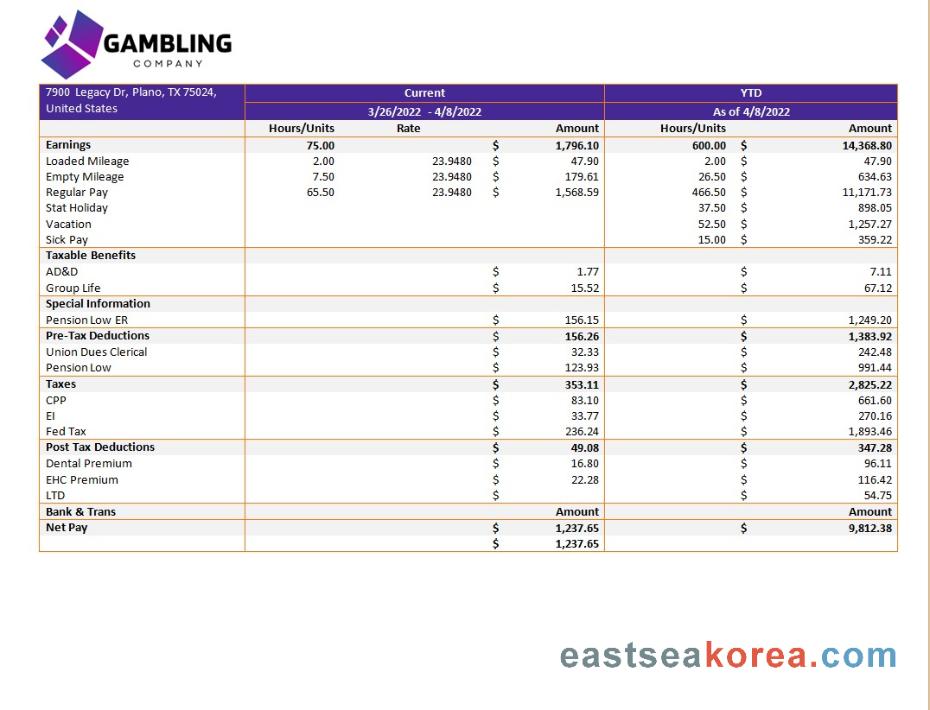 GAMBLING
COMPANY
7900 Legacy Dr, Plano, TX 75024, United States Current YTD
3/26/2022 - 4/8/2022 As of 4/8/2022
Hours/Units Rate Amount Hours/Units Amount
Earnings 75.00 $ 1,796.10 600.00 $ 14,368.80
Loaded Mileage 2.00 23.9480 $ 47.90 2.00 $ 47.90
Empty Mileage 7.50 23.9480 $ 179.61 26.50 $ 634.63
Regular Pay 65.50 23.9480 $ 1,568.59 466.50 $ 11,171.73
Stat Holiday 37.50 $ 898.05
Vacation 52.50 $ 1,257.27
Sick Pay 15.00 $ 359.22
Taxable Benefits
AD&D $ 1.77 $ 7.11
Group Life $ 15.52 $ 67.12
Special Information
Pension Low ER $ 156.15 $ 1,249.20
Pre-Tax Deductions $ 156.26 $ 1,383.92
Union Dues Clerical $ 32.33 $ 242.48
Pension Low $ 123.93 $ 991.44
Taxes $ 353.11 $ 2,825.22
CPP $ 83.10 $ 661.60
EI $ 33.77 $ 270.16
Fed Tax $ 236.24 $ 1,893.46
Post Tax Deductions $ 49.08 $ 347.28
Dental Premium $ 16.80 $ 96.11
EHC Premium $ 22.28 $ 116.42
LTD $ $ 54.75
Bank & Trans Amount Amount
Net Pay $ 1,237.65 $ 9,812.38
$ 1,237.65
eastseakorea.com